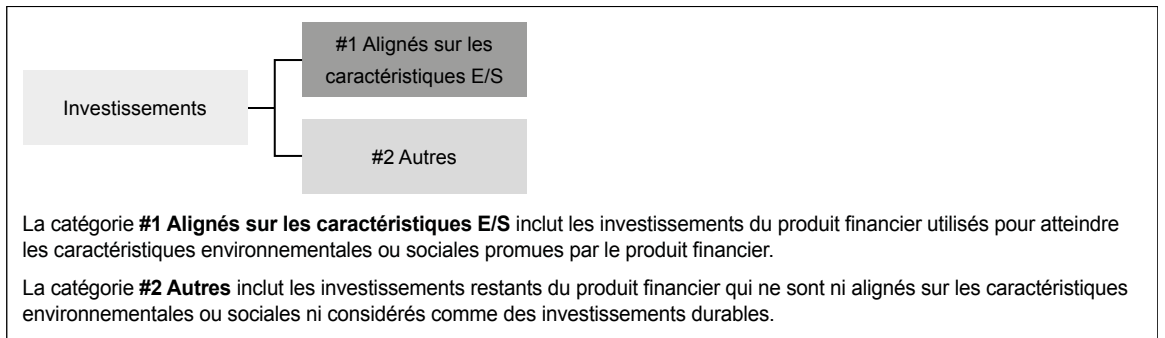 #1 Alignés sur les
caractéristiques E/S
Investissements
#2 Autres
La catégorie #1 Alignés sur les caractéristiques E/S inclut les investissements du produit financier utilisés pour atteindre
les caractéristiques environnementales ou sociales promues par le produit financier.
La catégorie #2 Autres inclut les investissements restants du produit financier qui ne sont ni alignés sur les caractéristiques
environnementales ou sociales ni considérés comme des investissements durables.